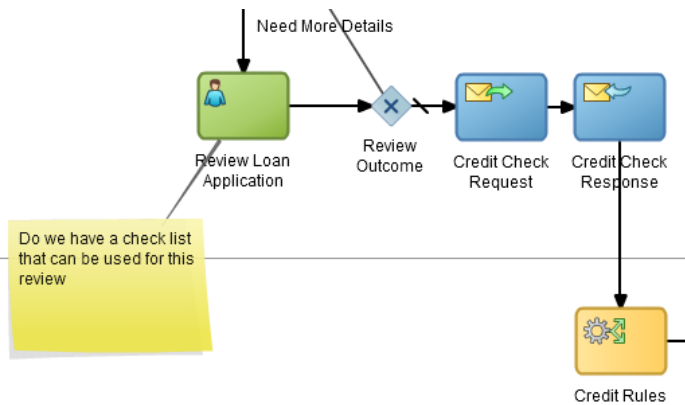 Need More Details
Review Loan
Application
Review
Outcome
Credit Check
Request
Credit Check
Response
Do we have a check list
that can be used for this
review
Credit Rules